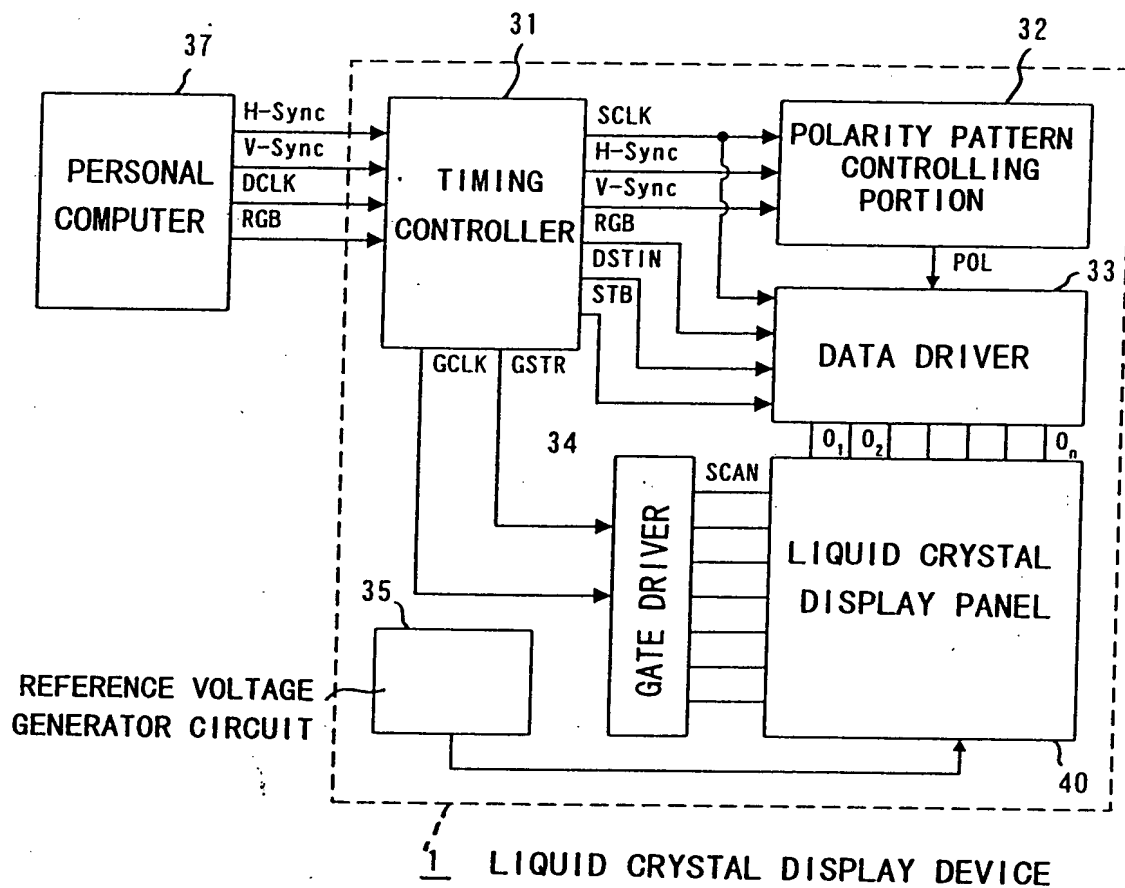 37
31
32
H-Sync
V-Sync
DCLK
RGB
PERSONAL
COMPUTER
TIMING
CONTROLLER
SCLK
H-Sync
V-Sync
RGB
DSTIN
STB
POLARITY PATTERN
CONTROLLING
PORTION
POL
33
DATA DRIVER
GCLK
GSTR
34
O1
O2
On
SCAN
GATE DRIVER
LIQUID CRYSTAL
DISPLAY PANEL
35
REFERENCE VOLTAGE
GENERATOR CIRCUIT
40
1 LIQUID CRYSTAL DISPLAY DEVICE